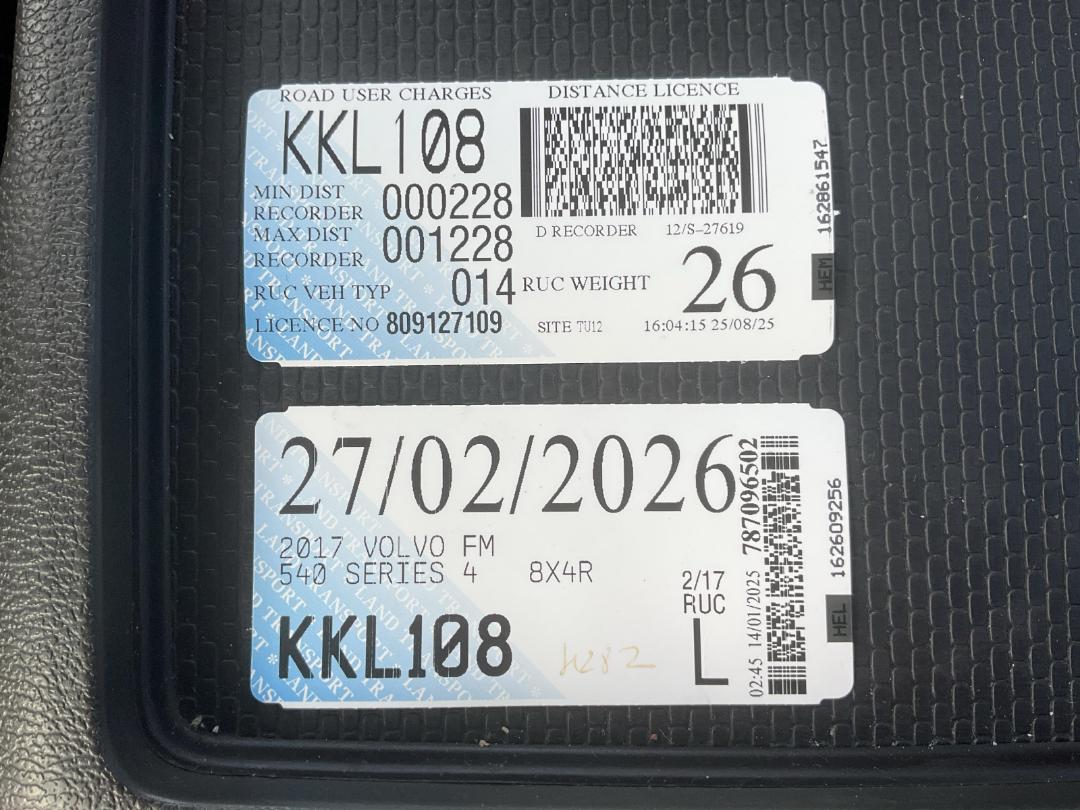 ROAD USER CHARGES DISTANCE LICENCE
KKL108
MIN DIST
RECORDER 000228
MAX DIST
RECORDER 001228
D RECORDER 12/S-27619
RUC VEH TYP 014 RUC WEIGHT 26
LICENCE NO 809127109 SITE TU12 16:04:15 25/08/25
162861547
HEM
27/02/2026
2017 VOLVO FM
540 SERIES 4 8X4R
2/17
RUC
L
KKL108
02:45 14/01/2025 787096502
162609256
HEL